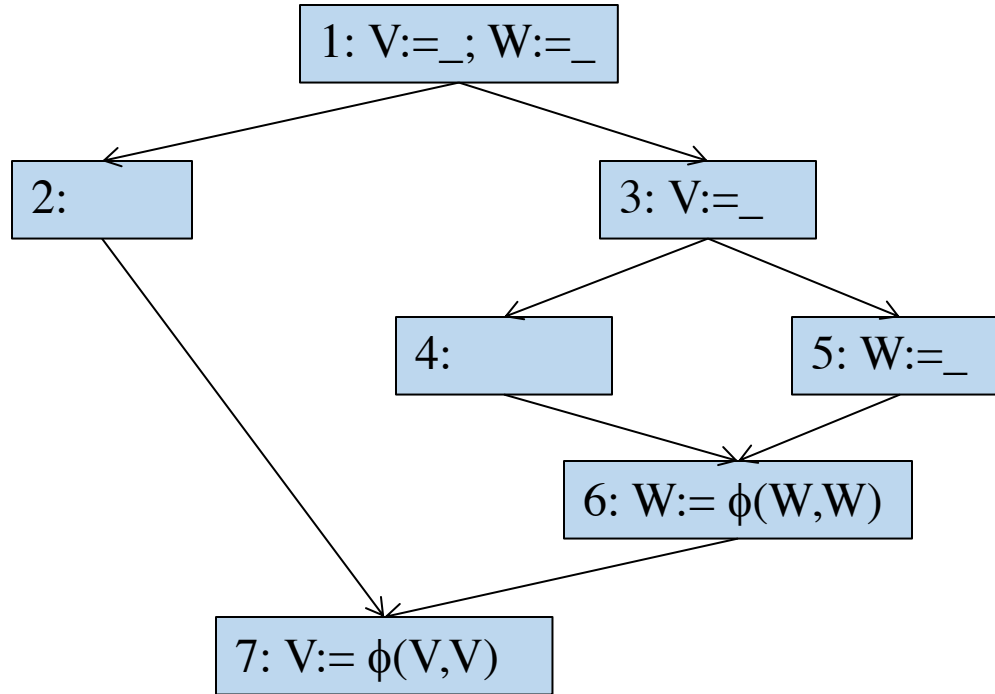 1: V:=_; W:=_
2:
3: V:=_
4:
5: W:=_
6: W:= ϕ(W,W)
7: V:= ϕ(V,V)